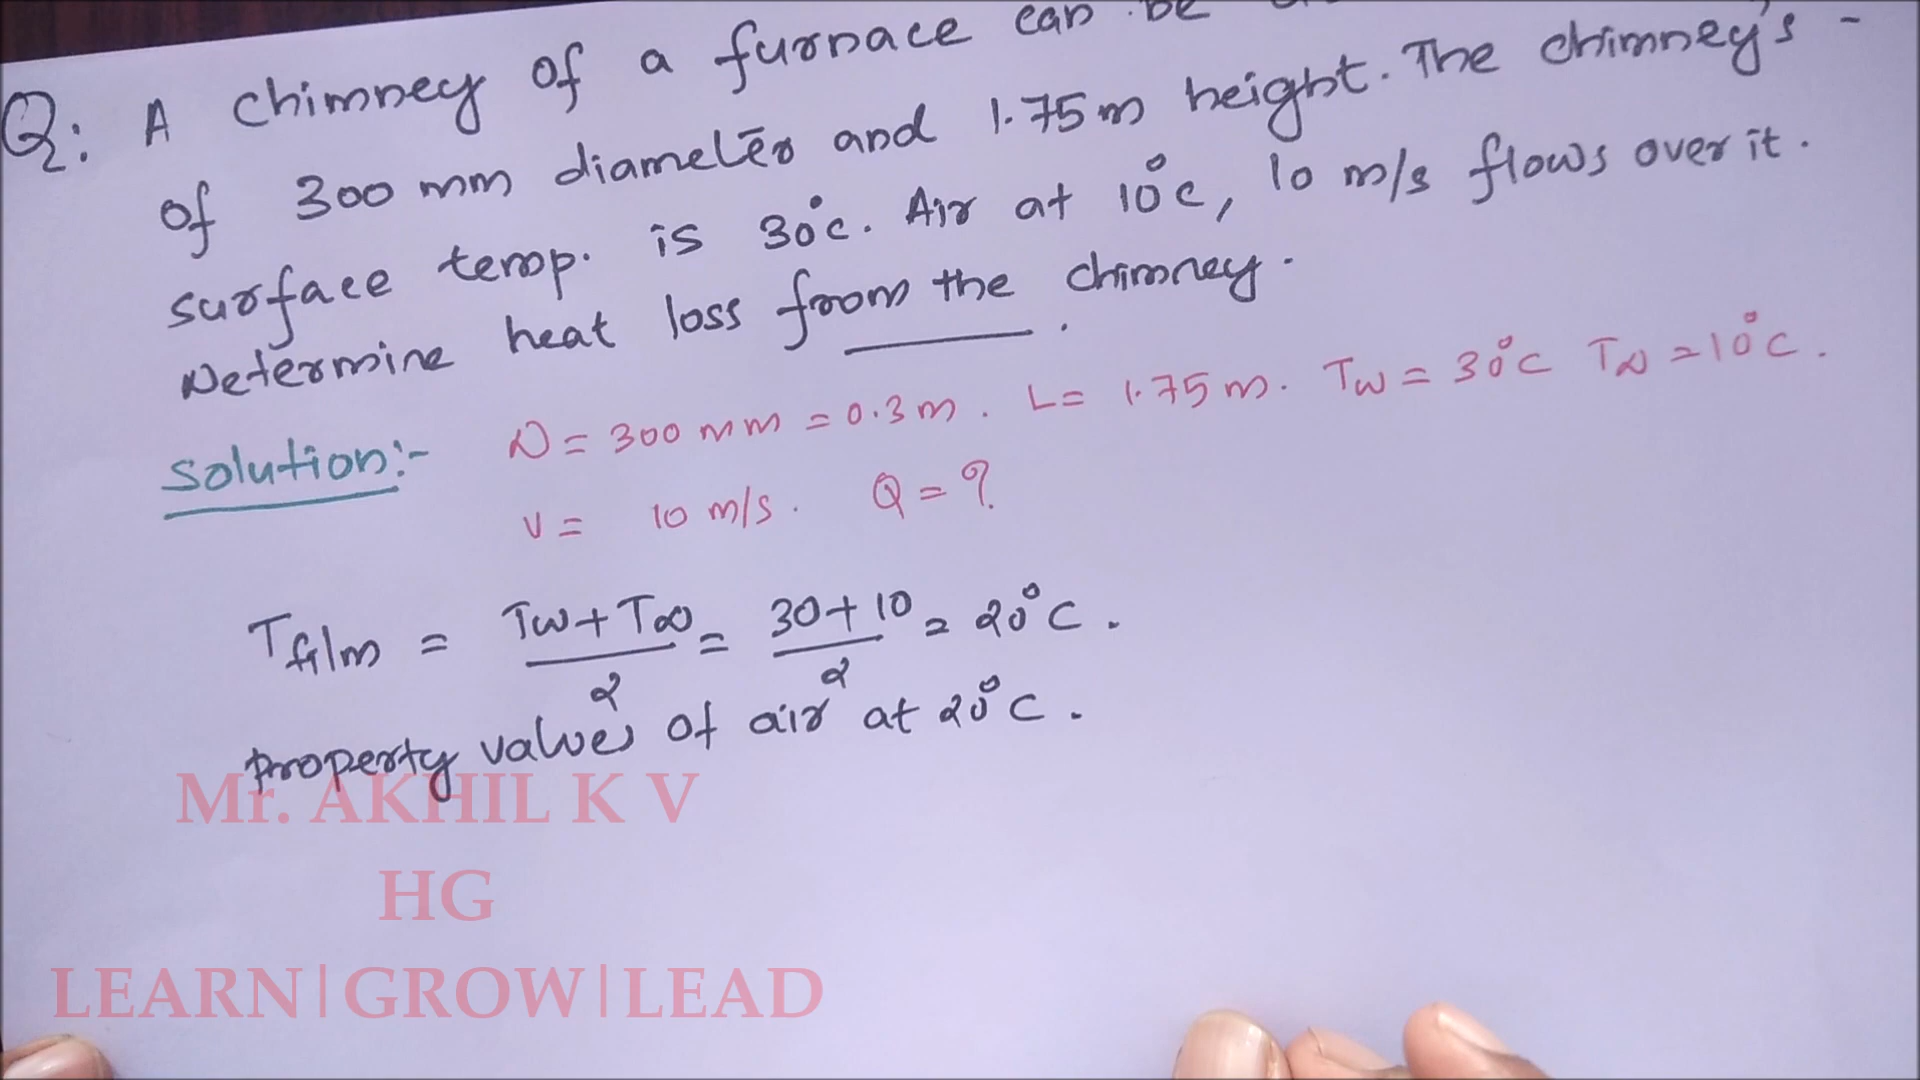 Q: A chimney of a furnace can be
of 300 mm diameter and 1.75 m height. The chimney's -
surface temp. is 30°c. Air at 10°c, 10 m/s flows over it.
Determine heat loss from the chimney.
Solution:- D = 300 mm = 0.3 m. L = 1.75 m. Tw = 30°C T∞ = 10°C.
V = 10 m/s. Q = ?
Tfilm = Tw + T∞ / 2 = 30 + 10 / 2 = 20°C.
property values of air at 20°C.
Mr. AKHIL K V
HG
LEARN|GROW|LEAD